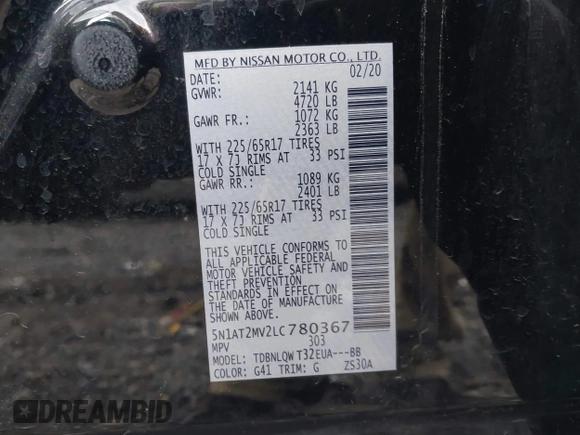 MFD BY NISSAN MOTOR CO., LTD.
DATE: 02/20
GVWR: 2141 KG
4720 LB
GAWR FR.: 1072 KG
2363 LB
WITH 225/65R17 TIRES
17 X 7J RIMS AT 33 PSI
COLD SINGLE
GAWR RR.: 1089 KG
2401 LB
WITH 225/65R17 TIRES
17 X 7J RIMS AT 33 PSI
COLD SINGLE
THIS VEHICLE CONFORMS TO
ALL APPLICABLE FEDERAL
MOTOR VEHICLE SAFETY AND
THEFT PREVENTION
STANDARDS IN EFFECT ON
THE DATE OF MANUFACTURE
SHOWN ABOVE.
5N1AT2MV2LC780367
MPV 303
MODEL: TDBNLQWT32EUA---BB
COLOR: G41 TRIM: G ZS30A
DREAMBID